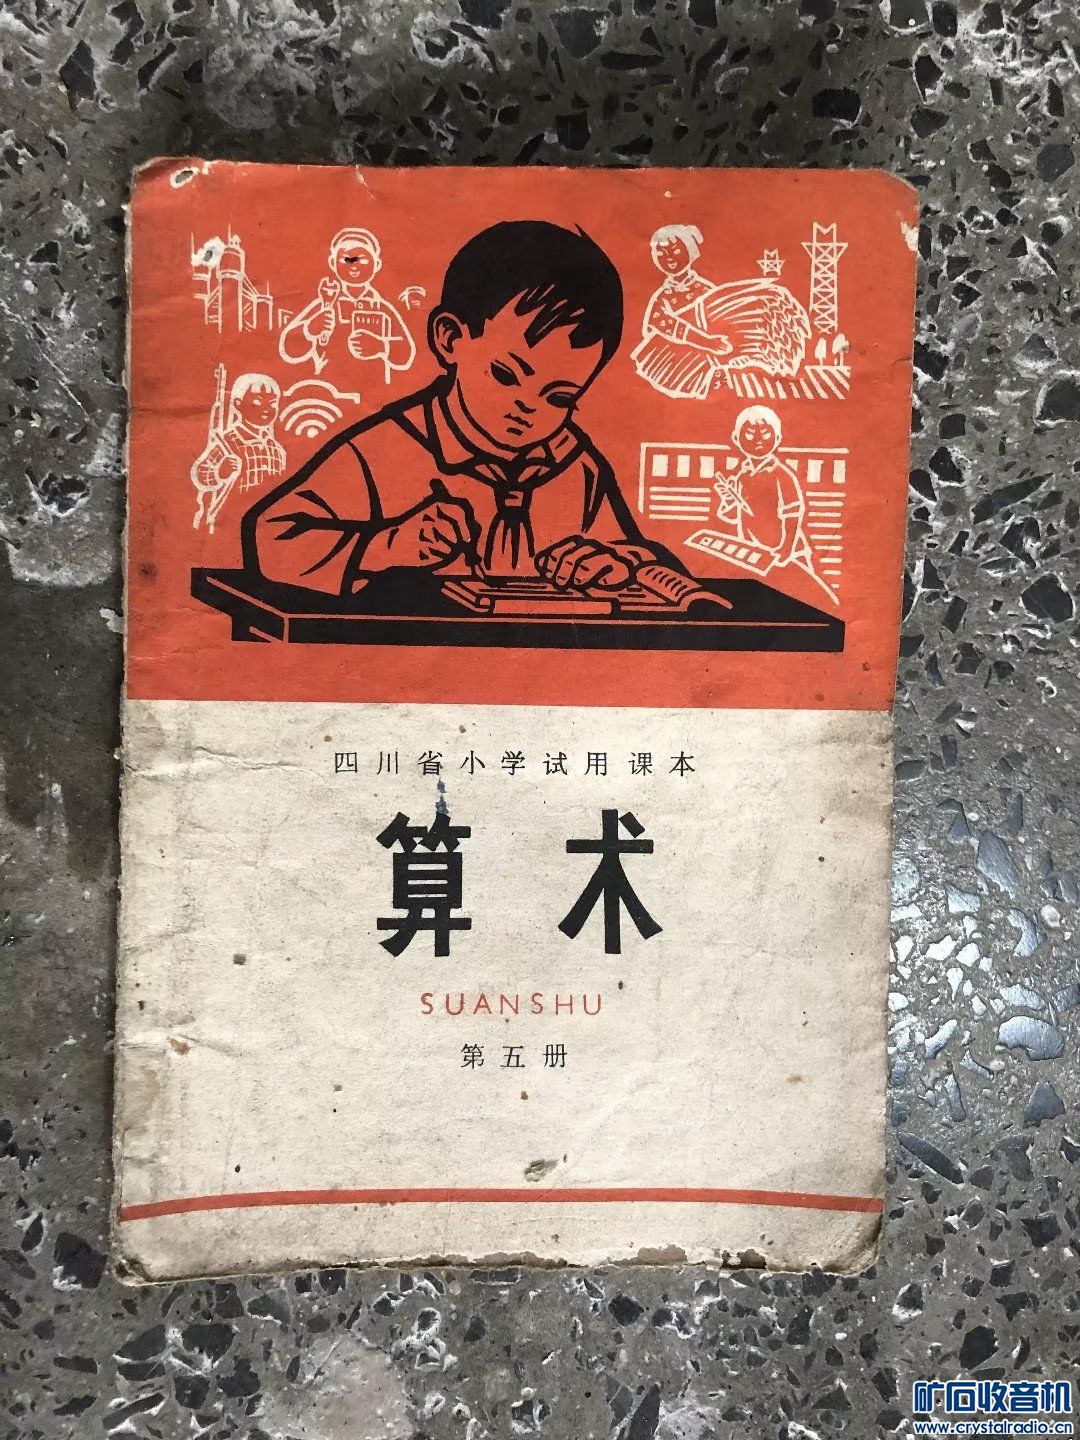 四川省小学试用课本
算术
SUANSHU
第五册
矿石收音机
www.crystalradio.cn